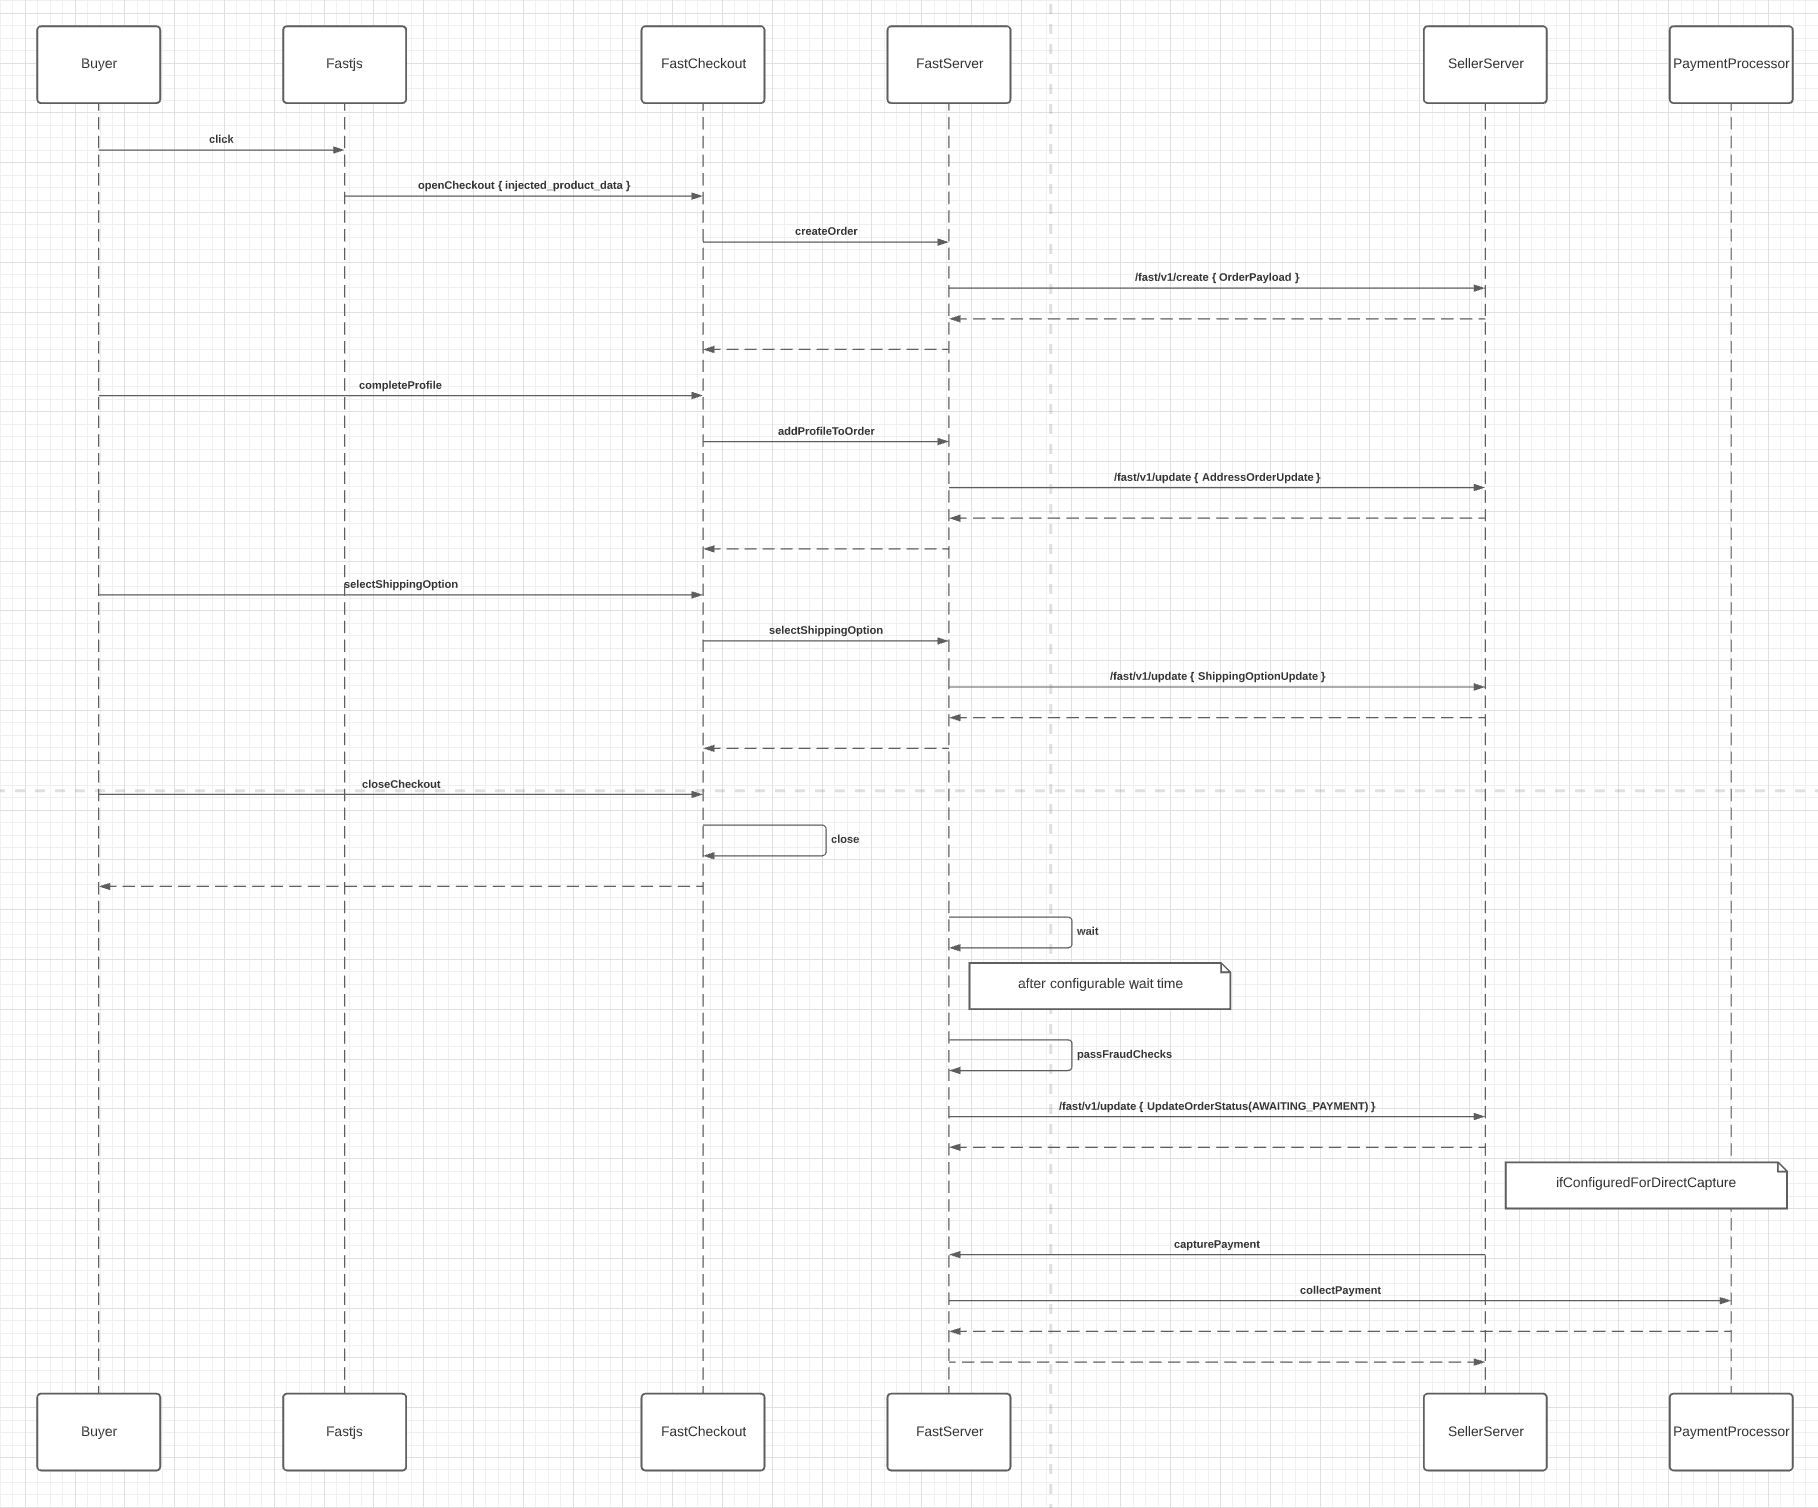 Buyer
Fastjs
FastCheckout
FastServer
SellerServer
PaymentProcessor
click
openCheckout { injected_product_data }
createOrder
/fast/v1/create { OrderPayload }
completeProfile
addProfileToOrder
/fast/v1/update { AddressOrderUpdate }
selectShippingOption
selectShippingOption
/fast/v1/update { ShippingOptionUpdate }
closeCheckout
close
wait
after configurable wait time
passFraudChecks
/fast/v1/update { UpdateOrderStatus(AWAITING_PAYMENT) }
ifConfiguredForDirectCapture
capturePayment
collectPayment
Buyer
Fastjs
FastCheckout
FastServer
SellerServer
PaymentProcessor